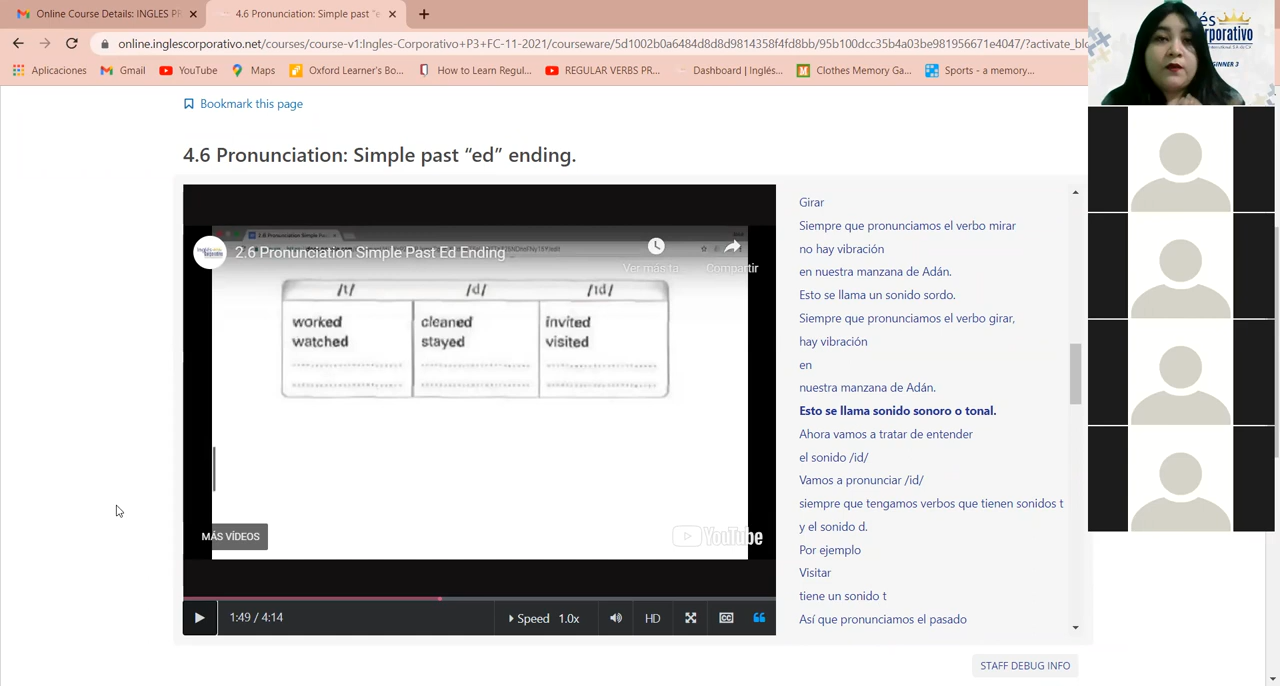 Online Course Details: INGLES PR
4.6 Pronunciation: Simple past "e
online.inglescorporativo.net/courses/course-v1:Ingles-Corporativo+P3+FC-11-2021/courseware/5d1002b0a6484d8d8d9814358f4fd8bb/95b100dcc35b4a03be981956671e4047/?activate_blo
Aplicaciones
Gmail
YouTube
Maps
Oxford Learner's Bo...
How to Learn Regul...
REGULAR VERBS PR...
Dashboard | Inglés...
Clothes Memory Ga...
Sports - a memory...
Bookmark this page
4.6 Pronunciation: Simple past “ed” ending.
2.6 Pronunciation Simple Past Ed Ending
Compartir
/t/ /d/ /ɪd/
worked cleaned invited
watched stayed visited
MÁS VÍDEOS
YouTube
1:49 / 4:14
Speed 1.0x
HD
Girar
Siempre que pronunciamos el verbo mirar
no hay vibración
en nuestra manzana de Adán.
Esto se llama un sonido sordo.
Siempre que pronunciamos el verbo girar,
hay vibración
en
nuestra manzana de Adán.
Esto se llama sonido sonoro o tonal.
Ahora vamos a tratar de entender
el sonido /id/
Vamos a pronunciar /id/
siempre que tengamos verbos que tienen sonidos t
y el sonido d.
Por ejemplo
Visitar
tiene un sonido t
Así que pronunciamos el pasado
STAFF DEBUG INFO